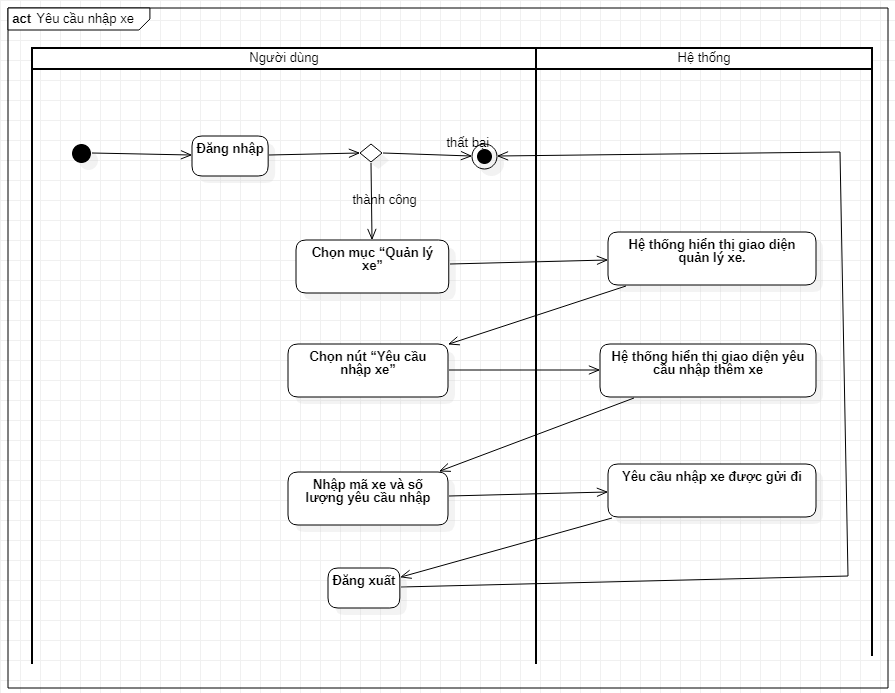 act Yêu cầu nhập xe
Người dùng
Hệ thống
thất bại
Đăng nhập
thành công
Chọn mục “Quản lý
xe”
Hệ thống hiển thị giao diện
quản lý xe.
Chọn nút “Yêu cầu
nhập xe”
Hệ thống hiển thị giao diện yêu
cầu nhập thêm xe
Nhập mã xe và số
lượng yêu cầu nhập
Yêu cầu nhập xe được gửi đi
Đăng xuất